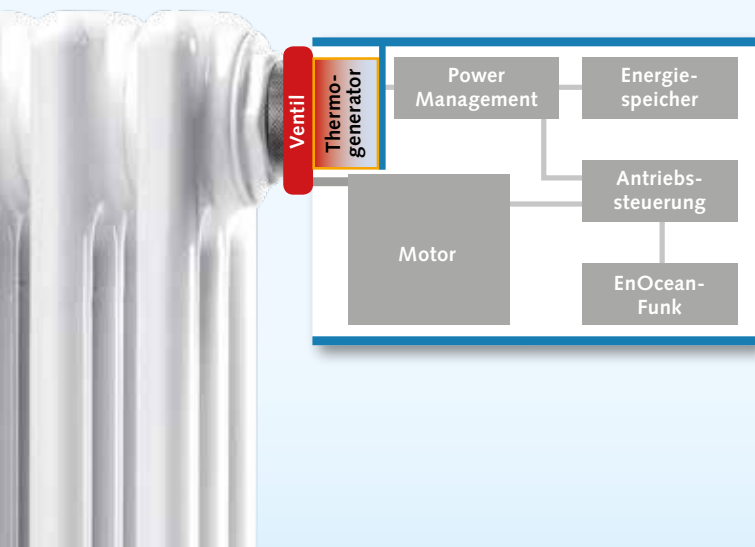 Ventil
Thermo-
generator
Power
Management
Energie-
speicher
Antriebs-
steuerung
Motor
EnOcean-
Funk